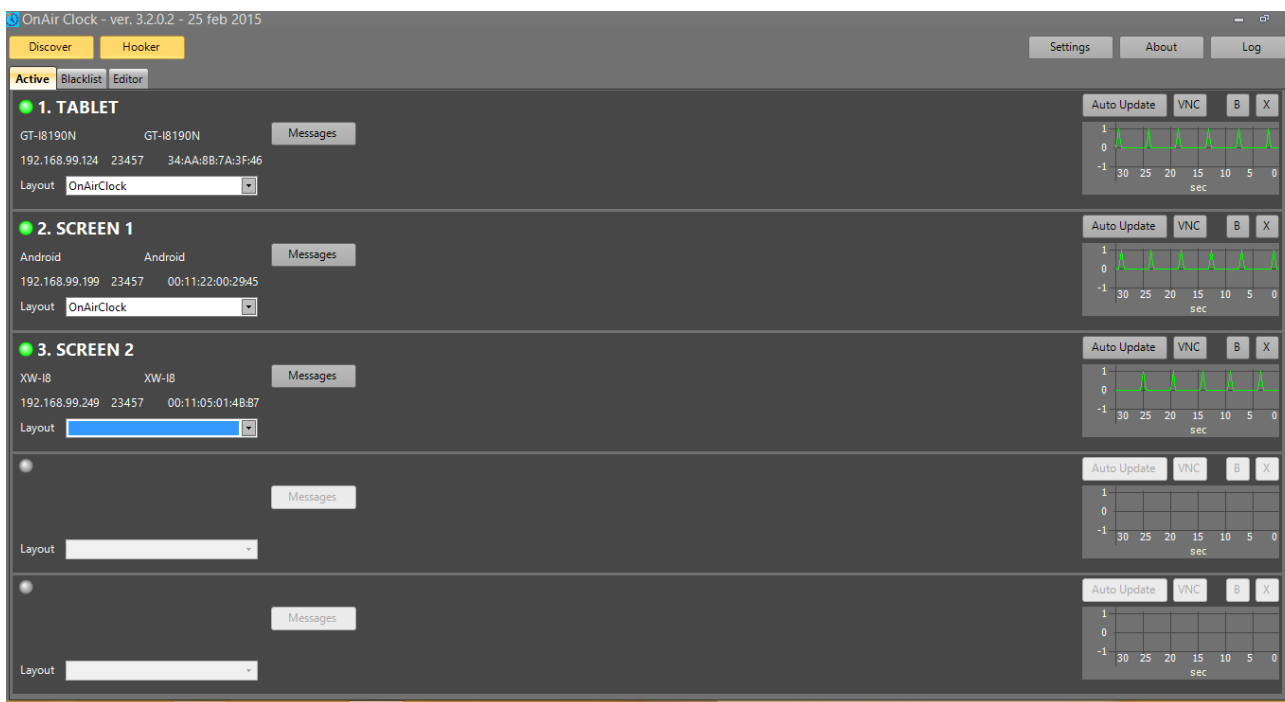 OnAir Clock - ver. 3.2.0.2 - 25 feb 2015
Discover Hooker Settings About Log
Active Blacklist Editor
1. TABLET Auto Update VNC B X
GT-I8190N GT-I8190N Messages
192.168.99.124 23457 34:AA:8B:7A:3F:46
Layout OnAirClock
1
0
-1
30 25 20 15 10 5 0
sec
2. SCREEN 1 Auto Update VNC B X
Android Android Messages
192.168.99.199 23457 00:11:22:00:29:45
Layout OnAirClock
1
0
-1
30 25 20 15 10 5 0
sec
3. SCREEN 2 Auto Update VNC B X
XW-I8 XW-I8 Messages
192.168.99.249 23457 00:11:05:01:4B:B7
Layout
1
0
-1
30 25 20 15 10 5 0
sec
Auto Update VNC B X
Messages
Layout
1
0
-1
30 25 20 15 10 5 0
sec
Auto Update VNC B X
Messages
Layout
1
0
-1
30 25 20 15 10 5 0
sec